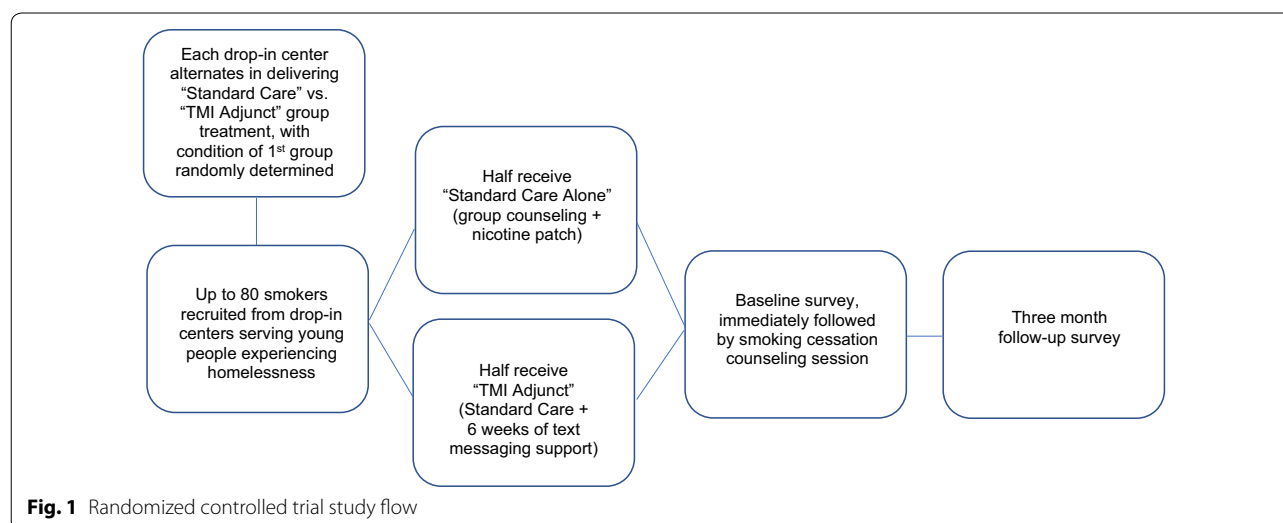 Each drop-in center
alternates in delivering
“Standard Care” vs.
“TMI Adjunct” group
treatment, with
condition of 1st group
randomly determined
Up to 80 smokers
recruited from drop-in
centers serving young
people experiencing
homelessness
Half receive
“Standard Care Alone”
(group counseling +
nicotine patch)
Half receive
“TMI Adjunct”
(Standard Care +
6 weeks of text
messaging support)
Baseline survey,
immediately followed
by smoking cessation
counseling session
Three month
follow-up survey
Fig. 1 Randomized controlled trial study flow